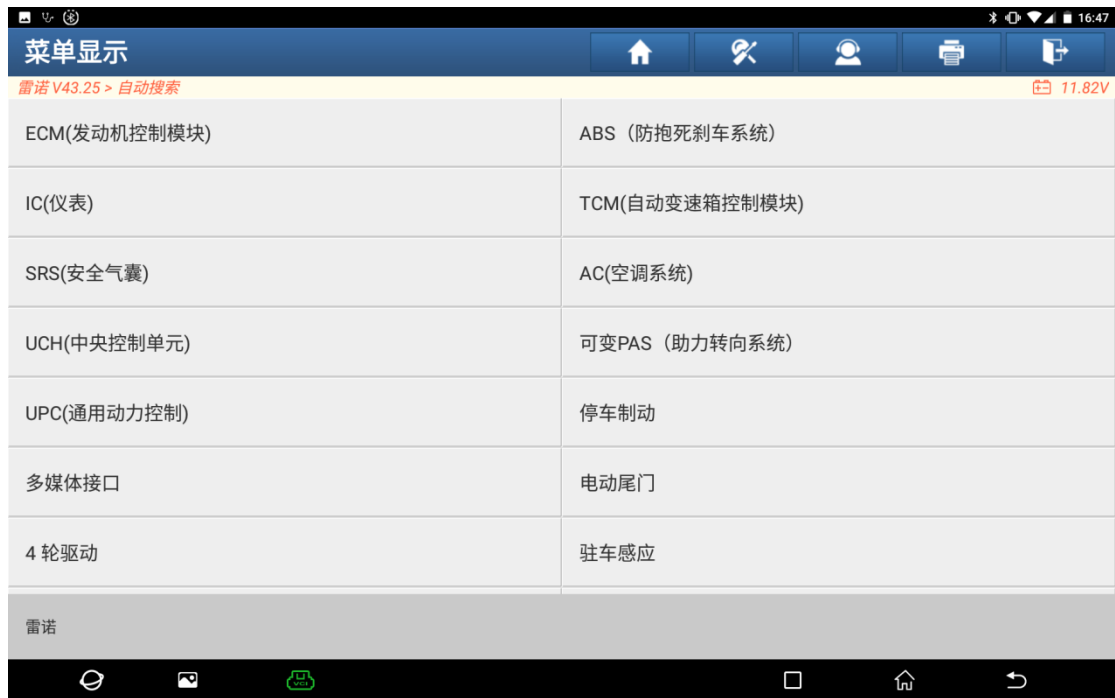 16:47
菜单显示
雷诺 V43.25 > 自动搜索 11.82V
ECM(发动机控制模块) ABS（防抱死刹车系统）
IC(仪表) TCM(自动变速箱控制模块)
SRS(安全气囊) AC(空调系统)
UCH(中央控制单元) 可变PAS（助力转向系统）
UPC(通用动力控制) 停车制动
多媒体接口 电动尾门
4 轮驱动 驻车感应
雷诺
VCI